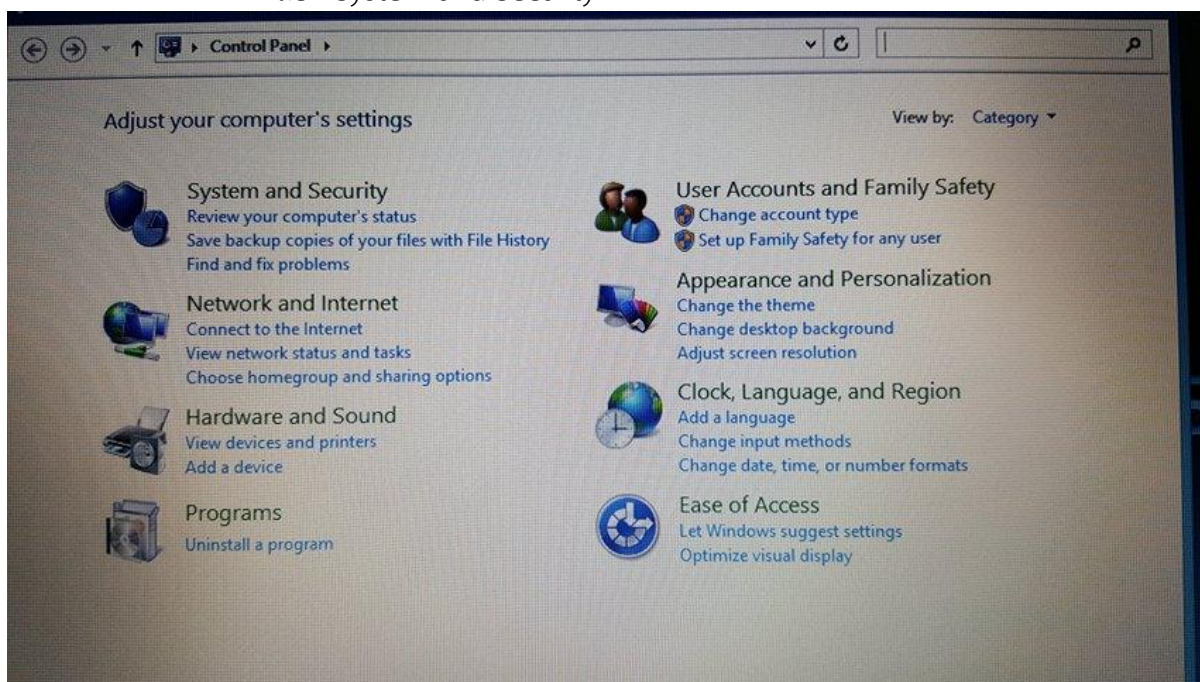 Control Panel
Adjust your computer's settings
View by: Category
System and Security
Review your computer's status
Save backup copies of your files with File History
Find and fix problems
Network and Internet
Connect to the Internet
View network status and tasks
Choose homegroup and sharing options
Hardware and Sound
View devices and printers
Add a device
Programs
Uninstall a program
User Accounts and Family Safety
Change account type
Set up Family Safety for any user
Appearance and Personalization
Change the theme
Change desktop background
Adjust screen resolution
Clock, Language, and Region
Add a language
Change input methods
Change date, time, or number formats
Ease of Access
Let Windows suggest settings
Optimize visual display